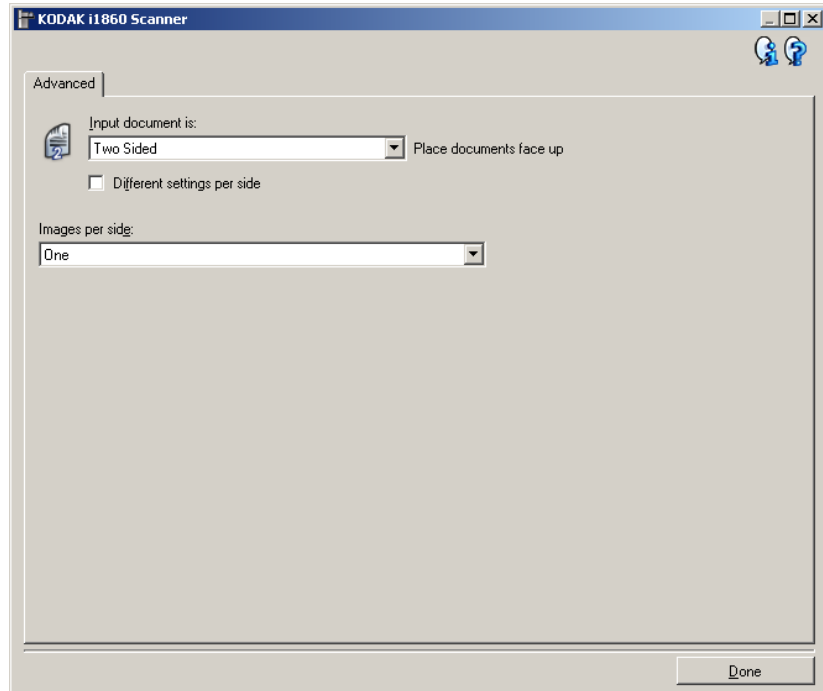 KODAK i1860 Scanner
Advanced
Input document is:
Two Sided Place documents face up
Different settings per side
Images per side:
One
Done